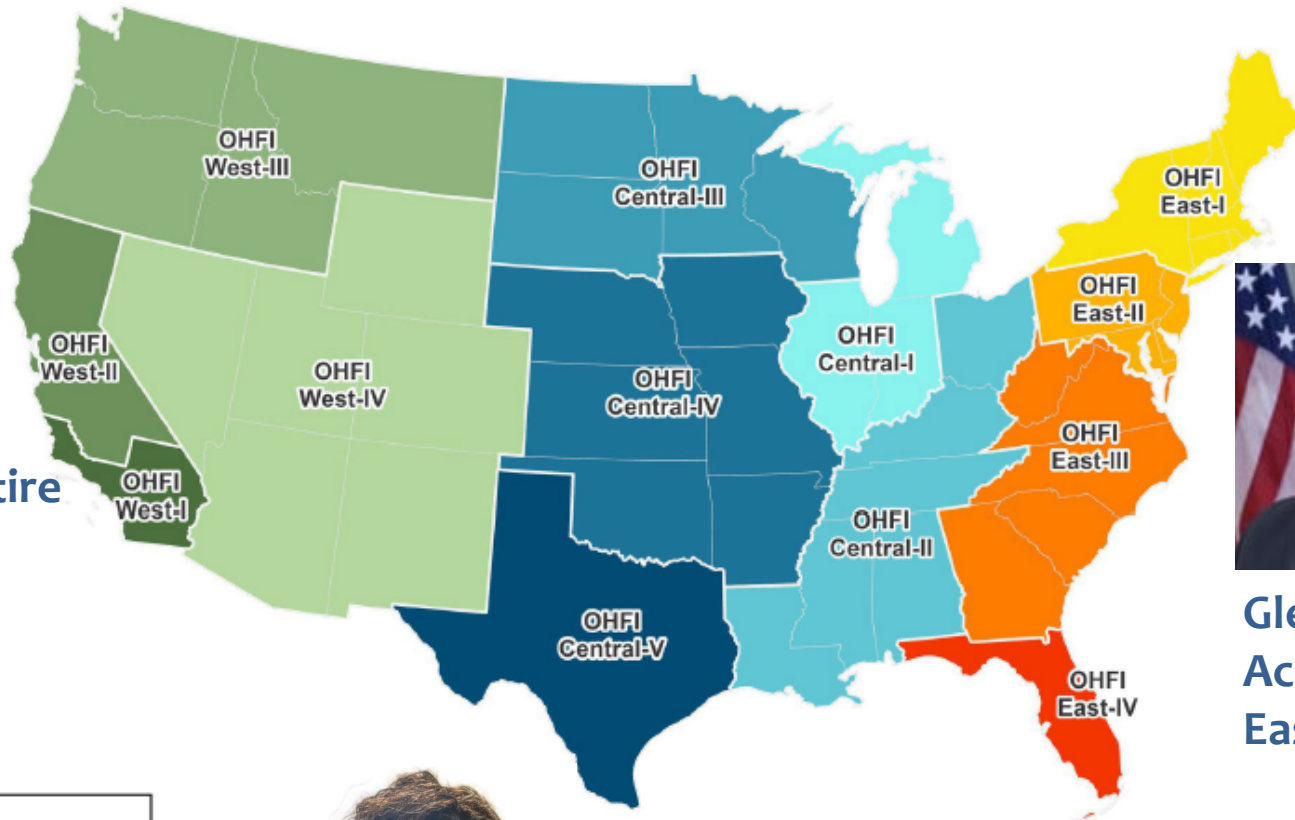 OHFI
West-III
OHFI
Central-III
OHFI
East-I
OHFI
East-II
OHFI
West-II
OHFI
Central-I
OHFI
West-IV
OHFI
Central-IV
OHFI
East-III
tire
OHFI
West-I
OHFI
Central-II
OHFI
Central-V
OHFI
East-IV
Gle
Ac
Eas